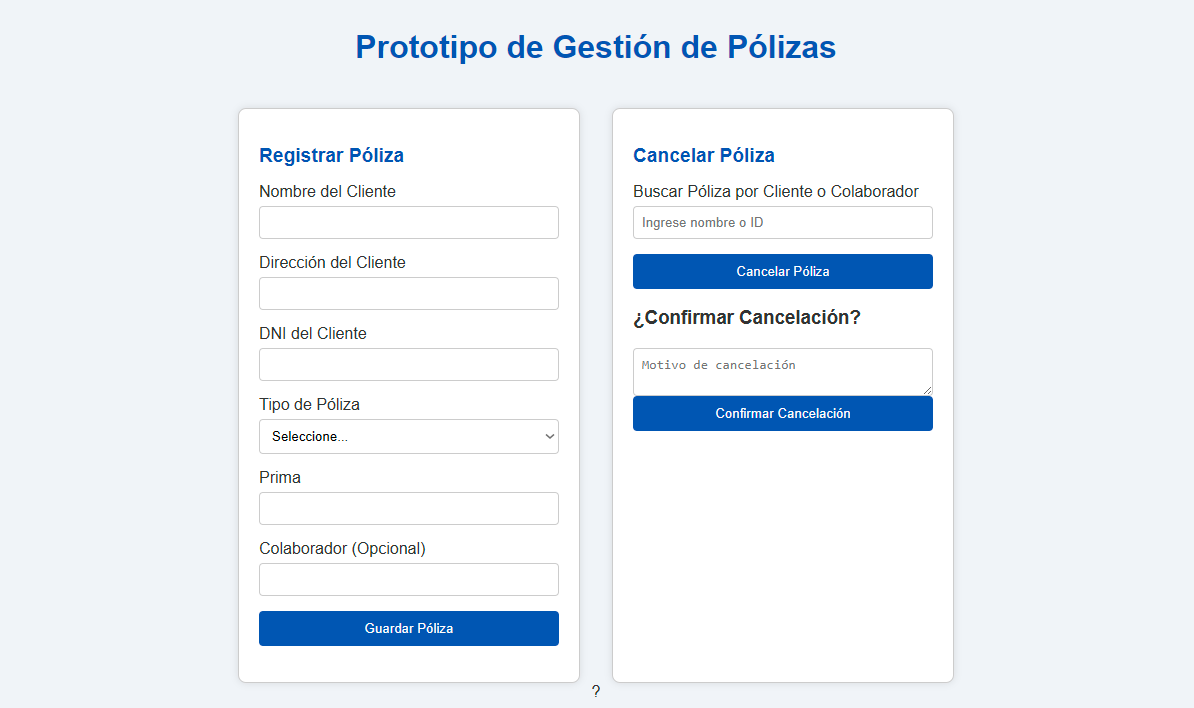 Prototipo de Gestión de Pólizas
Registrar Póliza
Nombre del Cliente
Dirección del Cliente
DNI del Cliente
Tipo de Póliza
Seleccione...
Prima
Colaborador (Opcional)
Guardar Póliza
Cancelar Póliza
Buscar Póliza por Cliente o Colaborador
Ingrese nombre o ID
Cancelar Póliza
¿Confirmar Cancelación?
Motivo de cancelación
Confirmar Cancelación
?